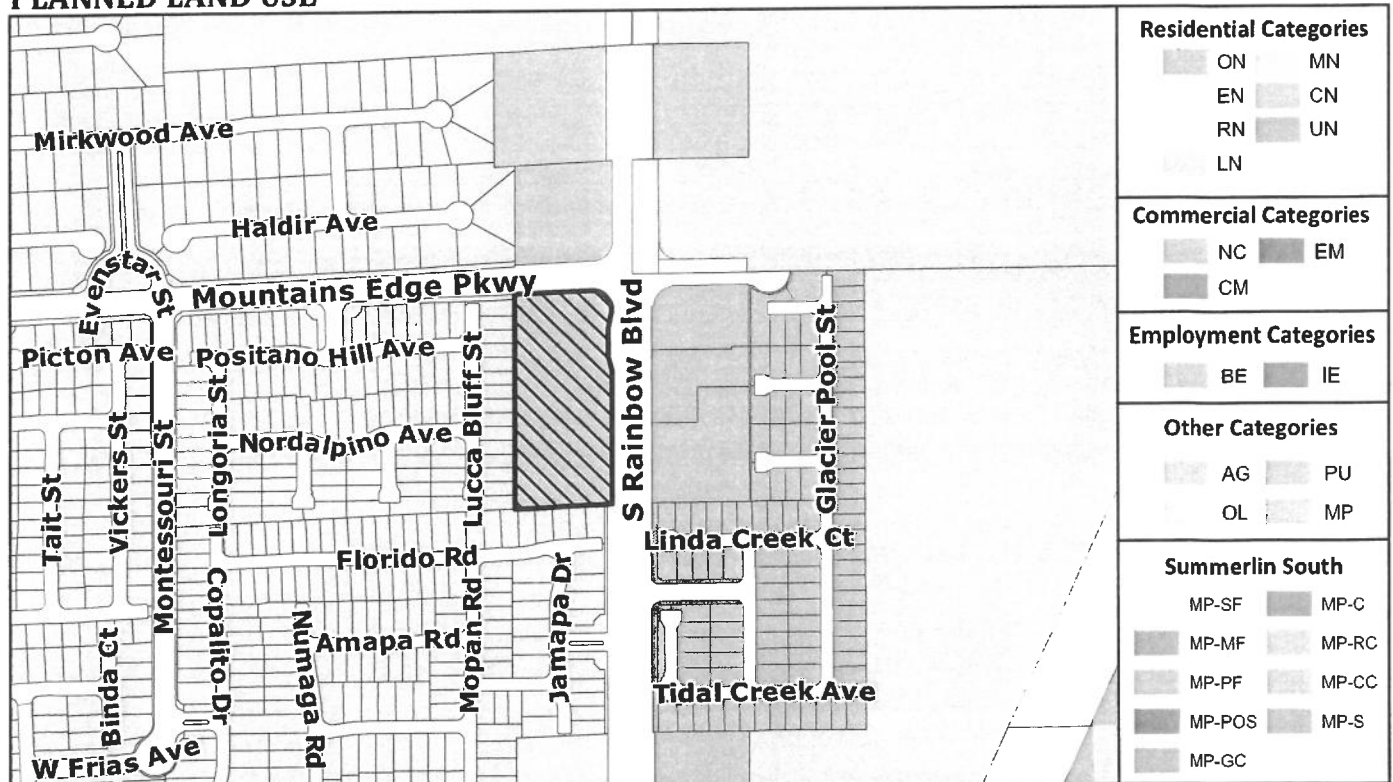 PLANNED LAND USE
Mirkwood Ave
Haldir Ave
Evenstar St
Mountains Edge Pkwy
Picton Ave
Positano Hill Ave
Lucca Bluff St
S Rainbow Blvd
Glacier Pool St
Longoria St
Nordalpino Ave
Vickers St
Montessouri St
Tait St
Linda Creek Ct
Florido Rd
Copalito Dr
Numaga Rd
Amapa Rd
Mopan Rd
Jamapa Dr
Binda Ct
Tidal Creek Ave
W Frias Ave
Residential Categories
ON MN
EN CN
RN UN
LN
Commercial Categories
NC EM
CM
Employment Categories
BE IE
Other Categories
AG PU
OL MP
Summerlin South
MP-SF MP-C
MP-MF MP-RC
MP-PF MP-CC
MP-POS MP-S
MP-GC